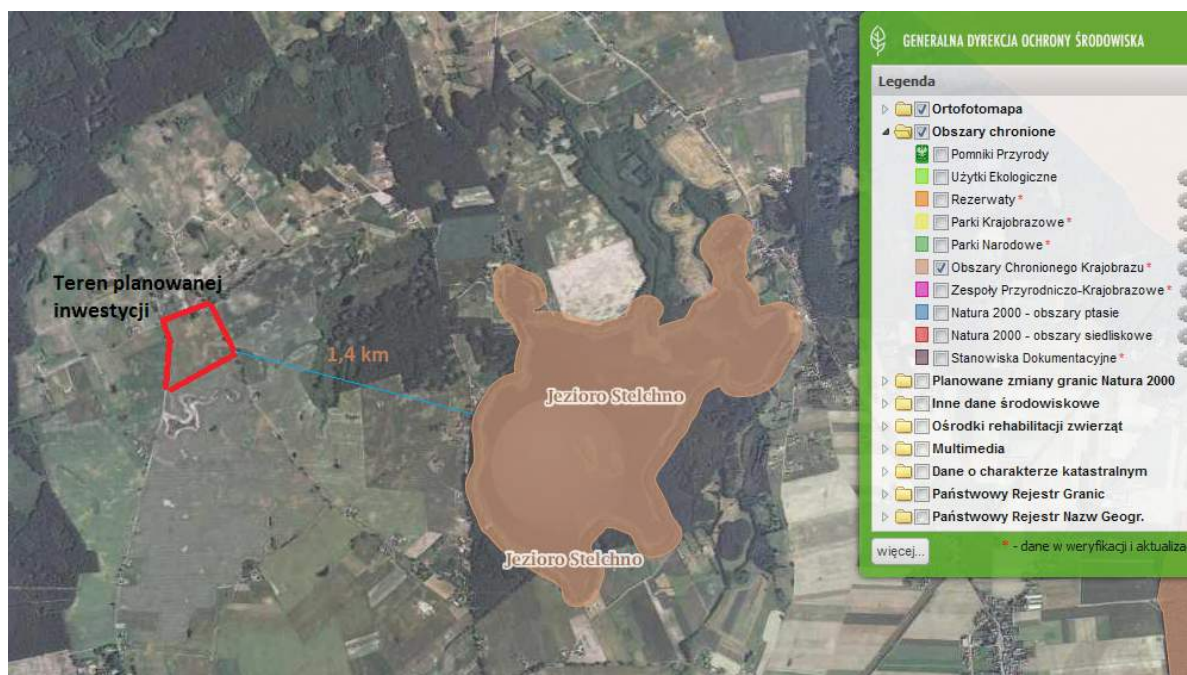 GENERALNA DYREKCJA OCHRONY ŚRODOWISKA
Legenda
Ortofotomapa
Obszary chronione
Pomniki Przyrody
Użytki Ekologiczne
Rezerwaty *
Parki Krajobrazowe *
Parki Narodowe *
Obszary Chronionego Krajobrazu *
Zespoły Przyrodniczo-Krajobrazowe *
Natura 2000 - obszary ptasie
Natura 2000 - obszary siedliskowe
Stanowiska Dokumentacyjne *
Planowane zmiany granic Natura 2000
Inne dane środowiskowe
Ośrodki rehabilitacji zwierząt
Multimedia
Dane o charakterze katastralnym
Państwowy Rejestr Granic
Państwowy Rejestr Nazw Geogr.
więcej...
* - dane w weryfikacji i aktualiza
Teren planowanej
inwestycji
1,4 km
Jezioro Stelchno
Jezioro Stelchno